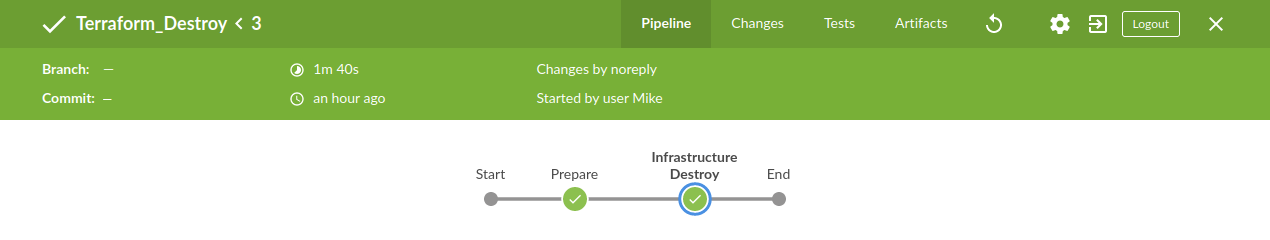 Terraform_Destroy < 3
Pipeline
Changes
Tests
Artifacts
Logout
Branch: —
1m 40s
Changes by noreply
Commit: —
an hour ago
Started by user Mike
Start
Prepare
Infrastructure
Destroy
End